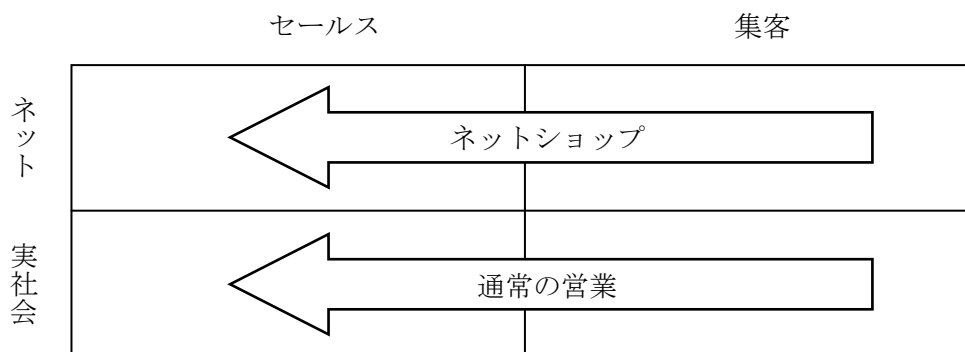 セールス
集客
ネット
ネットショップ
実社会
通常の営業